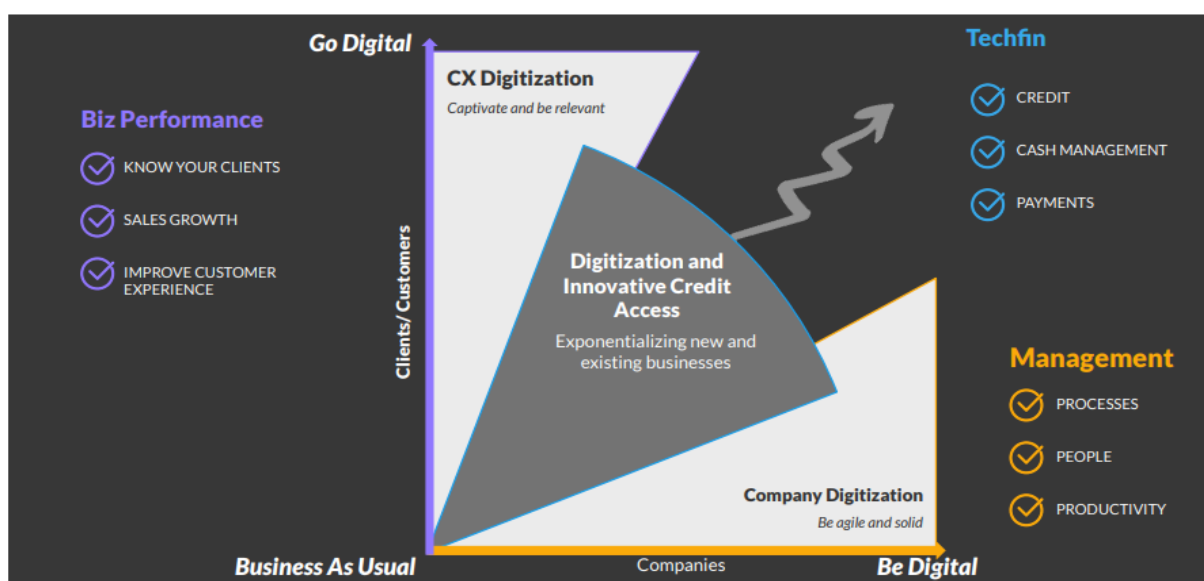 Go Digital
Techfin
CX Digitization
Captivate and be relevant
CREDIT
Biz Performance
CASH MANAGEMENT
KNOW YOUR CLIENTS
PAYMENTS
SALES GROWTH
IMPROVE CUSTOMER
EXPERIENCE
Clients/ Customers
Digitization and
Innovative Credit
Access
Exponentializing new and
existing businesses
Management
PROCESSES
PEOPLE
PRODUCTIVITY
Company Digitization
Be agile and solid
Business As Usual
Companies
Be Digital